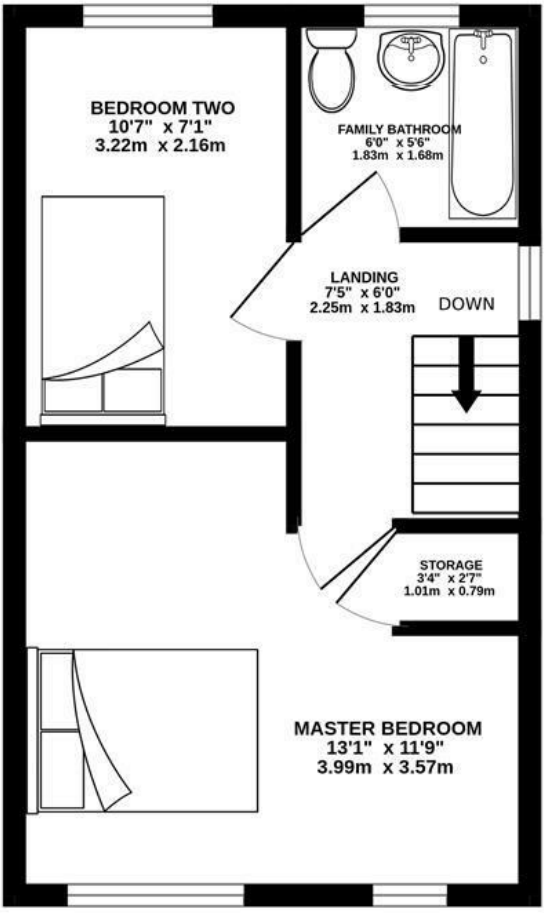 BEDROOM TWO
10'7" x 7'1"
3.22m x 2.16m
FAMILY BATHROOM
6'0" x 5'6"
1.83m x 1.68m
LANDING
7'5" x 6'0"
2.25m x 1.83m
DOWN
STORAGE
3'4" x 2'7"
1.01m x 0.79m
MASTER BEDROOM
13'1" x 11'9"
3.99m x 3.57m